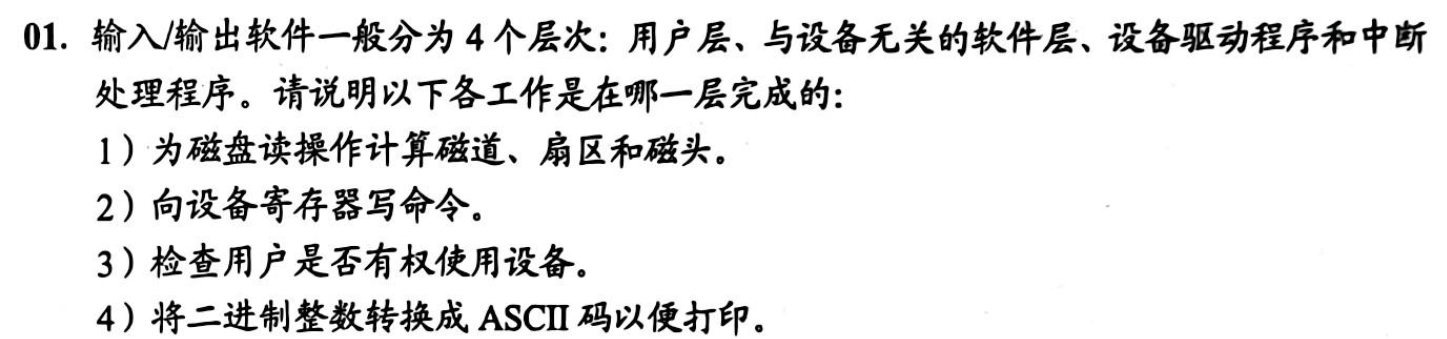 01. 输入/输出软件一般分为 4 个层次：用户层、与设备无关的软件层、设备驱动程序和中断
处理程序。请说明以下各工作是在哪一层完成的：
1）为磁盘读操作计算磁道、扇区和磁头。
2）向设备寄存器写命令。
3）检查用户是否有权使用设备。
4）将二进制整数转换成 ASCII 码以便打印。